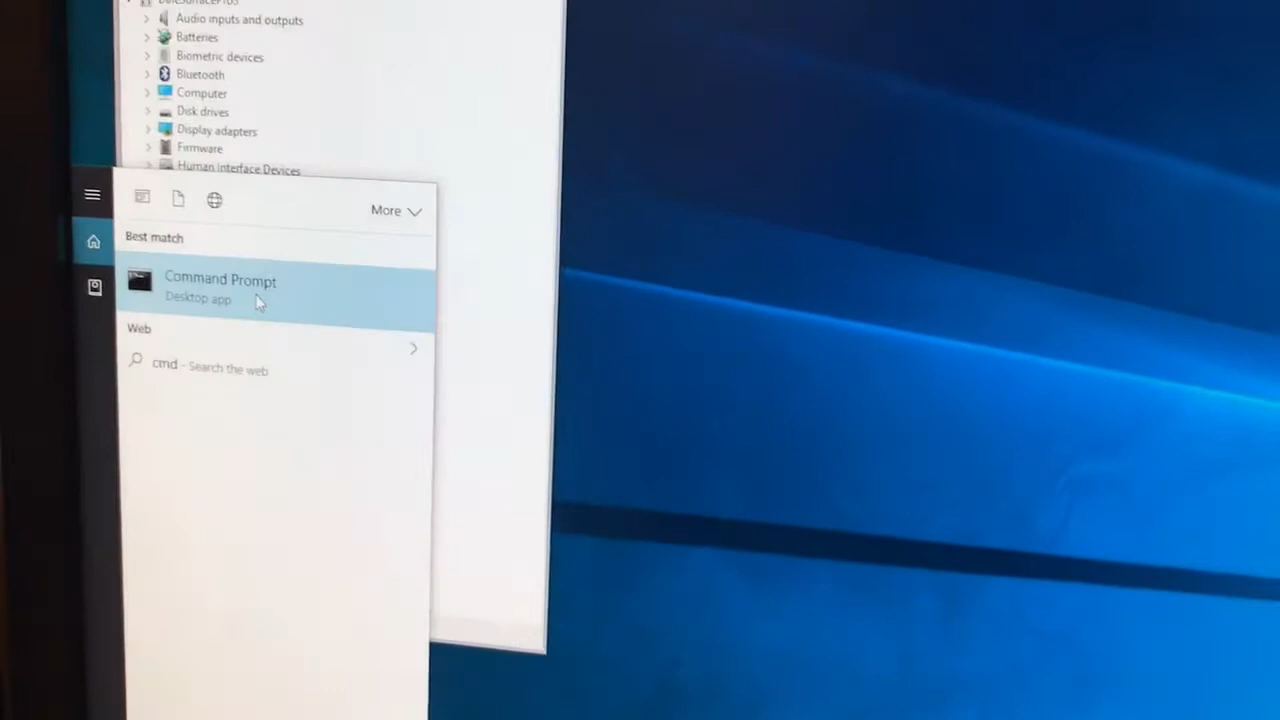 Audio inputs and outputs
Batteries
Biometric devices
Bluetooth
Computer
Disk drives
Display adapters
Firmware
Human Interface Devices
More
Best match
Command Prompt
Desktop app
Web
cmd - Search the web